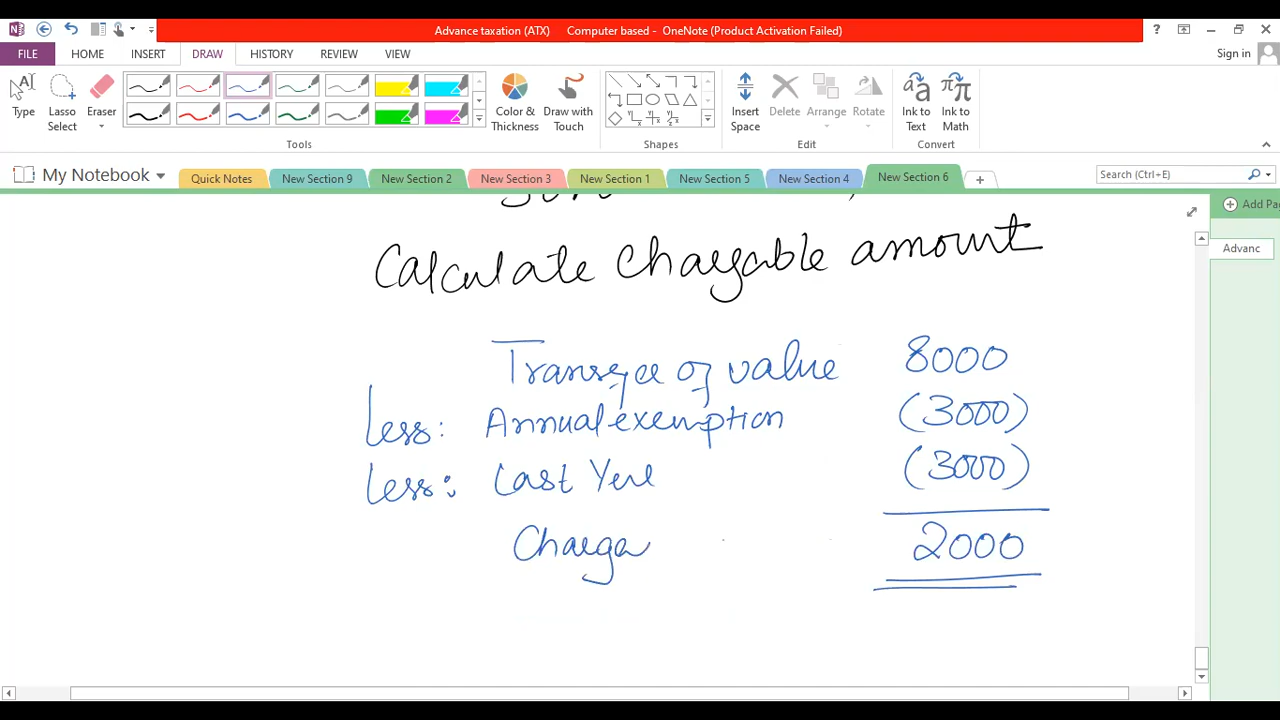 Advance taxation (ATX)    Computer based -  OneNote (Product Activation Failed)
Sign in
FILE HOME INSERT DRAW HISTORY REVIEW VIEW
Type
Lasso Select
Eraser
Color & Thickness
Draw with Touch
Insert Space
Delete
Arrange
Rotate
Ink to Text
Ink to Math
Tools Shapes Edit Convert
My Notebook Quick Notes New Section 9 New Section 2 New Section 3 New Section 1 New Section 5 New Section 4 New Section 6
Search (Ctrl+E)
Add Pa
Advanc
Calculate Chargable amount
Transfer of value 8000
Less: Annual exemption (3000)
Less: Last Year (3000)
Charga 2000